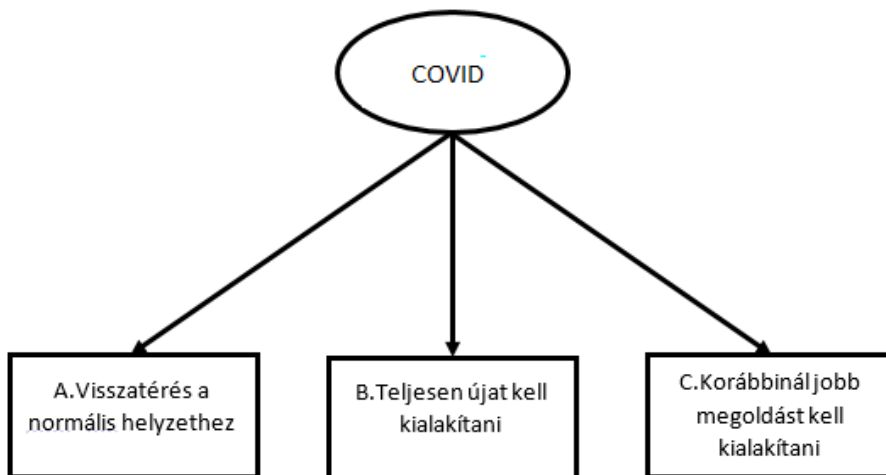 COVID
A.Visszatérés a
normális helyzethez
B.Teljesen újat kell
kialakítani
C.Korábbinál jobb
megoldást kell
kialakítani